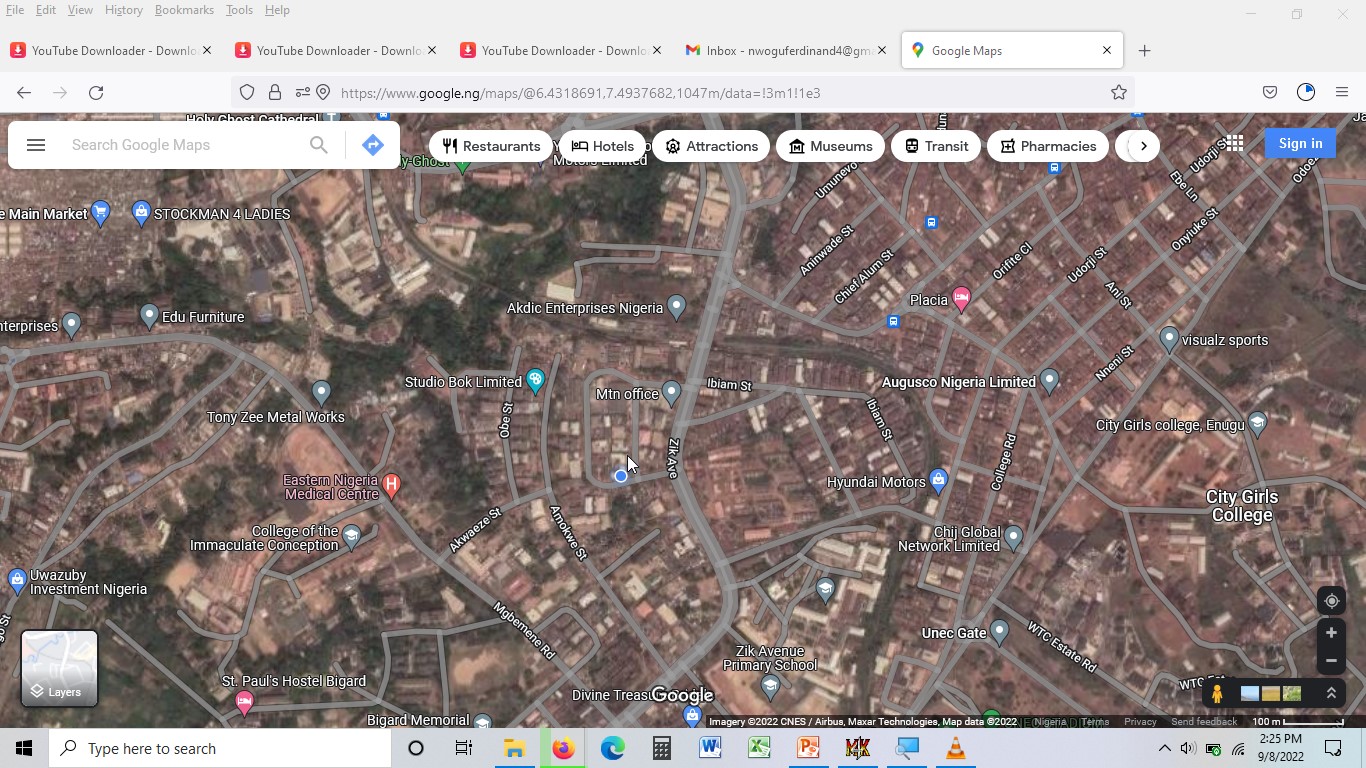 File Edit View History Bookmarks Tools Help
YouTube Downloader - Downlo
YouTube Downloader - Downlo
YouTube Downloader - Downlo
Inbox - nwoguferdinand4@gm
Google Maps
https://www.google.ng/maps/@6.4318691,7.4937682,1047m/data=!3m1!1e3
Holy Ghost Cathedral
Search Google Maps
Restaurants
Hotels
Attractions
Museums
Transit
Pharmacies
Sign in
ly-Ghost
Motors Limited
Umunevo
Udorji St
Odoe
Ebe Ln
e Main Market
STOCKMAN 4 LADIES
Onyiuke St
Aninwade St
Chief Alum St
Orifite Cl
Udorji St
Ani St
Placia
Akdic Enterprises Nigeria
Edu Furniture
nterprises
visualz sports
Nneni St
Studio Bok Limited
Mtn office
Ibiam St
Augusco Nigeria Limited
Tony Zee Metal Works
Obe St
Ibiam St
City Girls college, Enugu
Zik Ave
College Rd
Eastern Nigeria
Medical Centre
Hyundai Motors
City Girls
College
College of the
Immaculate Conception
Akwaeze St
Amokwe St
Chij Global
Network Limited
Uwazuby
Investment Nigeria
go St
Mgbemene Rd
Unec Gate
WTC Estate Rd
Zik Avenue
Primary School
WTC Est
St. Paul's Hostel Bigard
Divine Treas
Google
Bigard Memorial
Layers
Imagery ©2022 CNES / Airbus, Maxar Technologies, Map data ©2022
Nigeria
Terms
Privacy
Send feedback
100 m
Type here to search
2:25 PM
9/8/2022